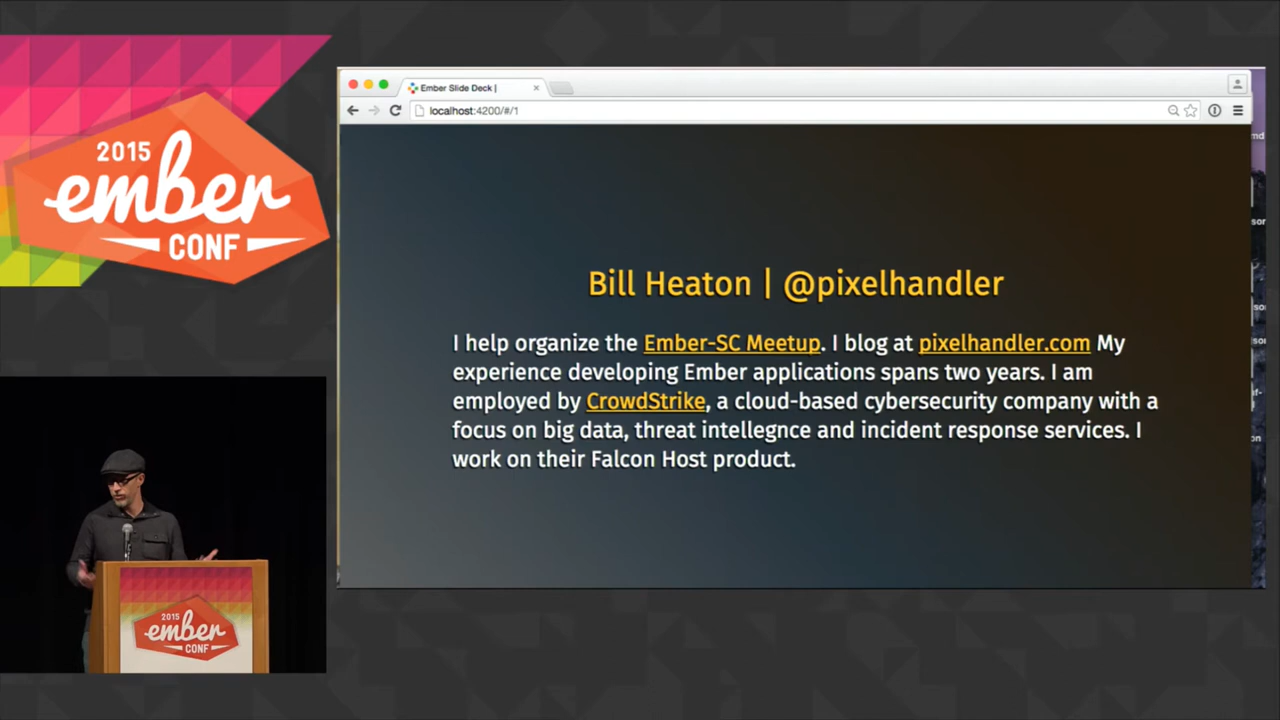 2015
ember
CONF
Ember Slide Deck |
localhost:4200/#/1
Bill Heaton | @pixelhandler
I help organize the Ember-SC Meetup. I blog at pixelhandler.com My
experience developing Ember applications spans two years. I am
employed by CrowdStrike, a cloud-based cybersecurity company with a
focus on big data, threat intellegnce and incident response services. I
work on their Falcon Host product.
2015
ember
CONF